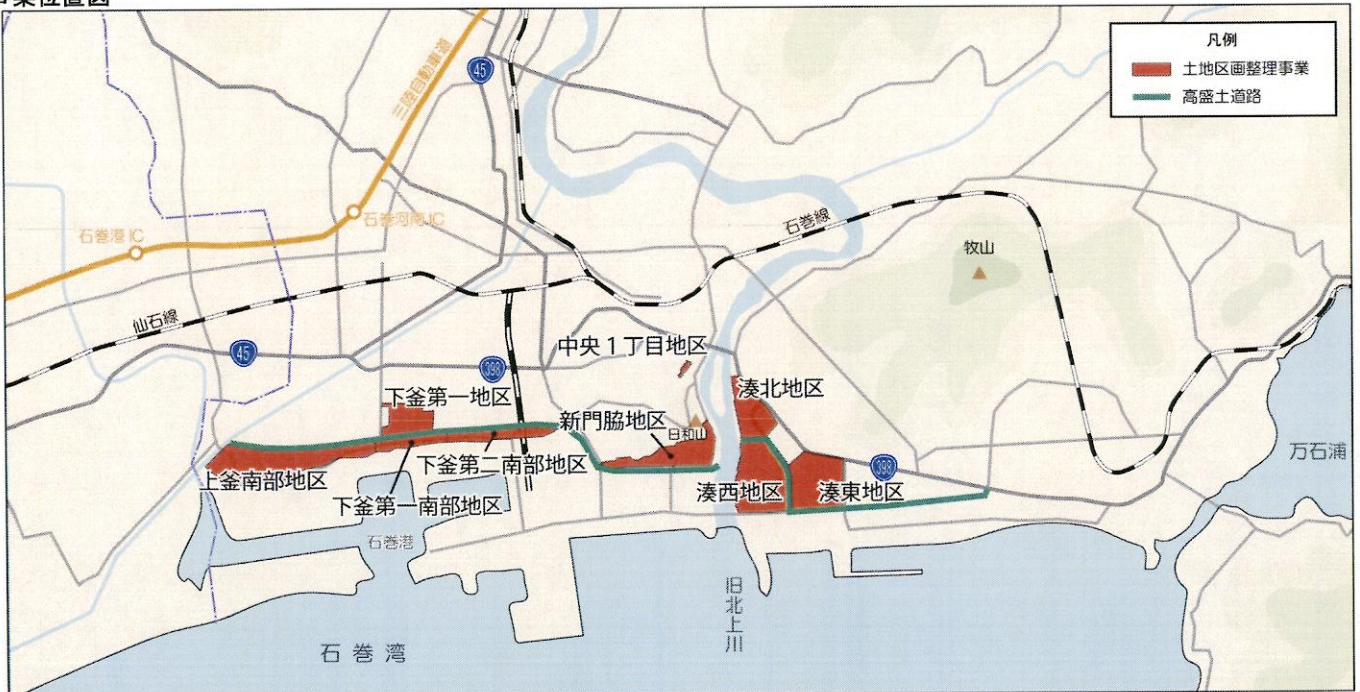 事業位置図
凡例
土地区画整理事業
高盛土道路
三陸自動車道
45
石巻河南IC
石巻港IC
石巻線
牧山
仙石線
45
398
中央1丁目地区
下釜第一地区
新門脇地区
日和山
湊北地区
398
万石浦
上釜南部地区
下釜第二南部地区
下釜第一南部地区
湊西地区
湊東地区
石巻港
旧北上川
石巻湾